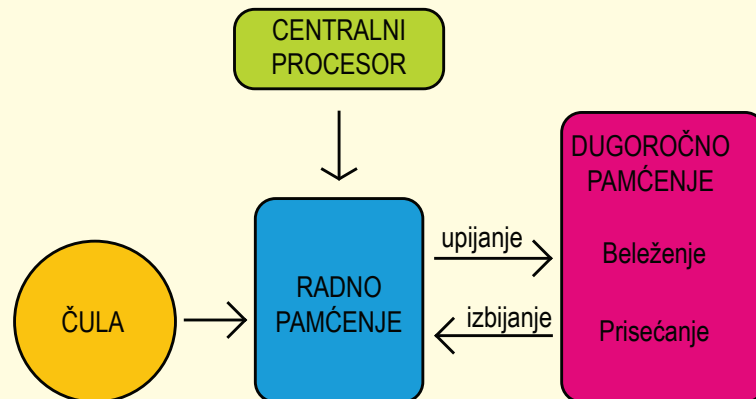 CENTRALNI
PROCESOR
DUGOROČNO
PAMĆENJE
upijanje
Beleženje
RADNO
PAMĆENJE
ČULA
izbijanje
Prisećanje